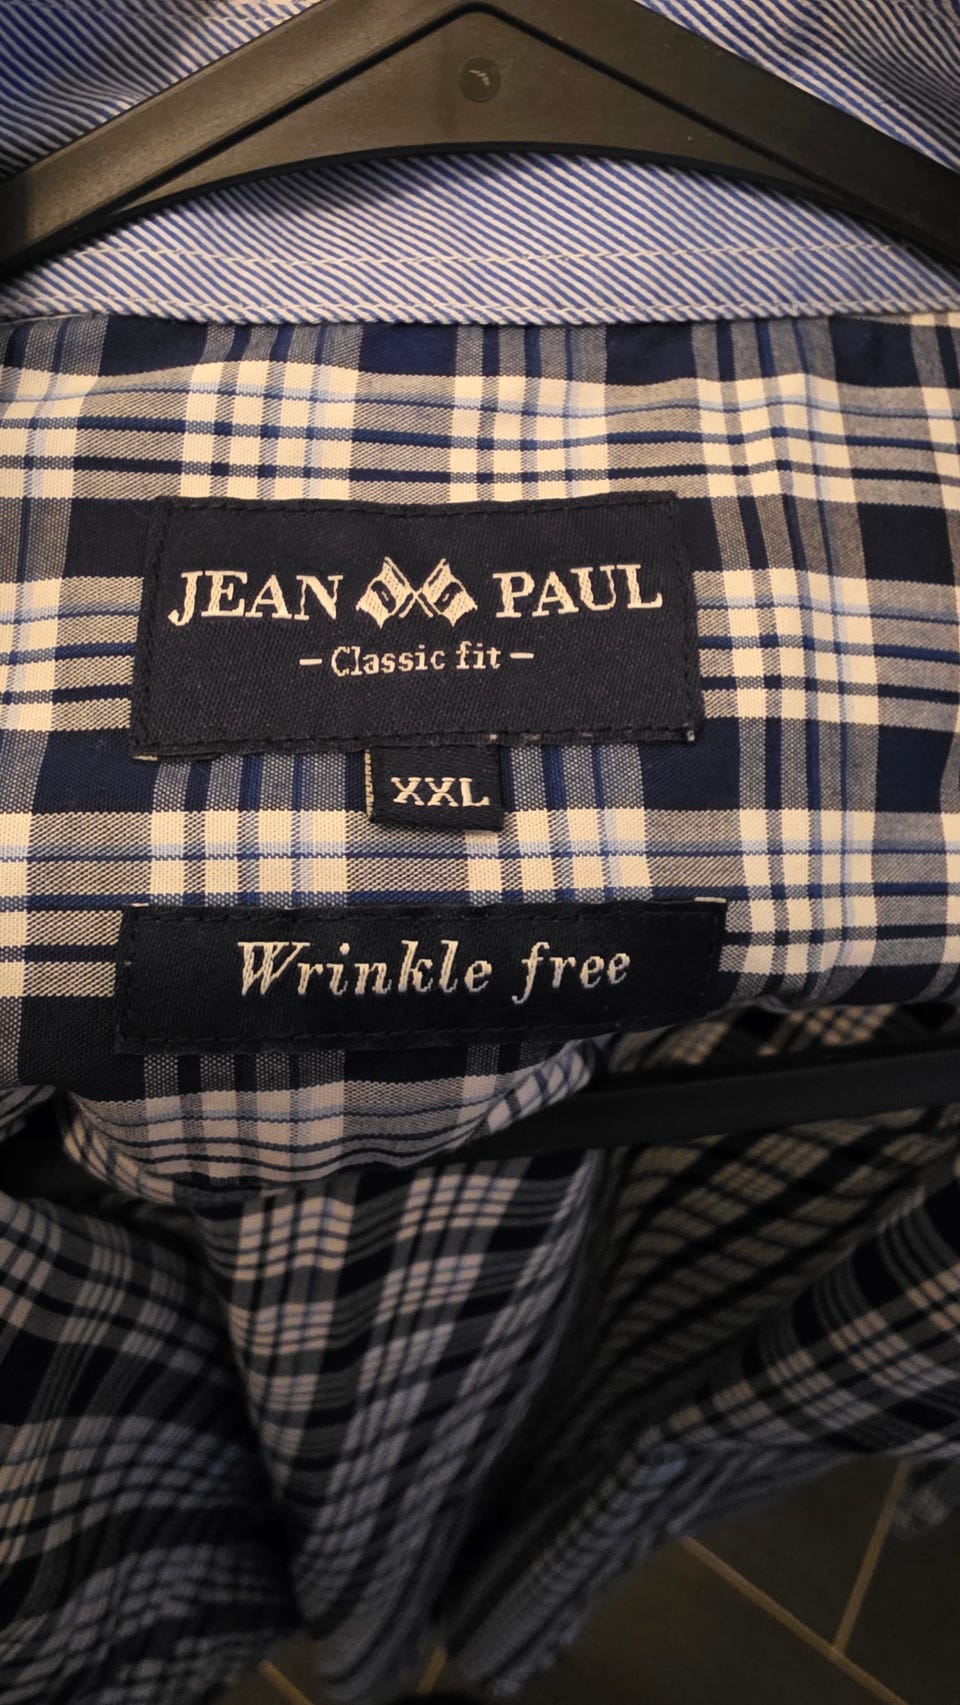 JEAN PAUL
- Classic fit -
XXL
Wrinkle free